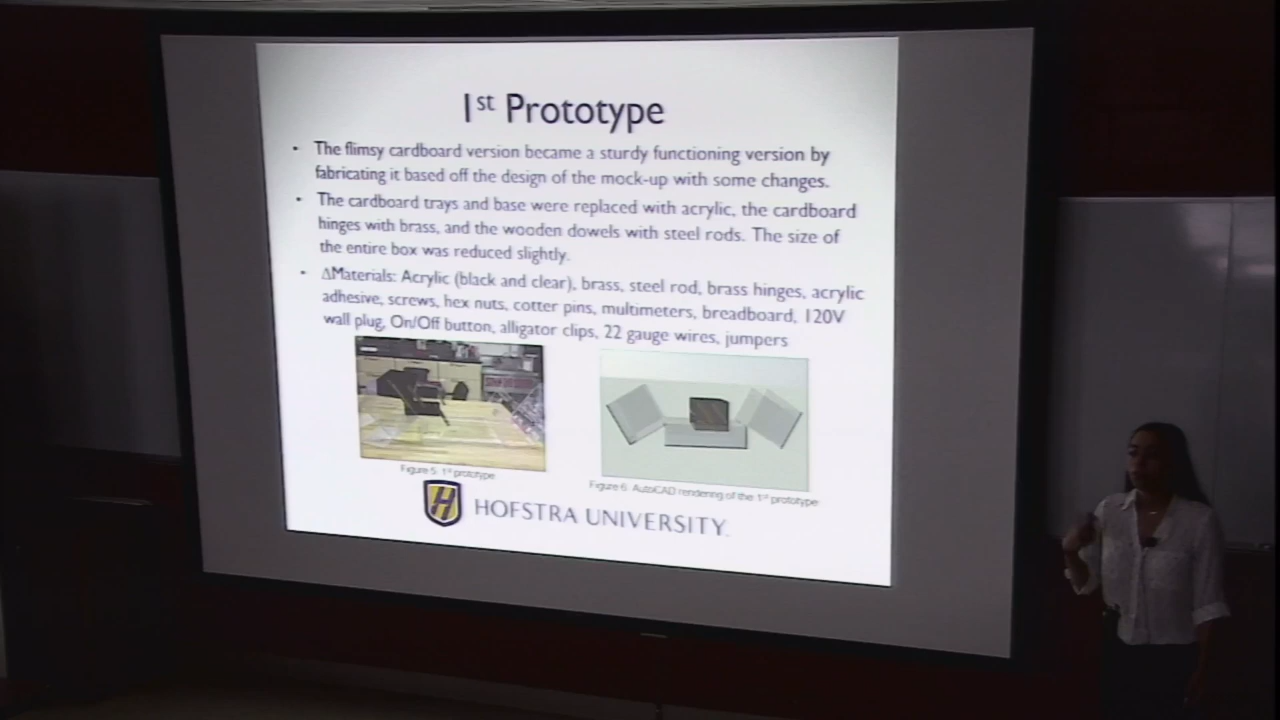 1st Prototype
• The flimsy cardboard version became a sturdy functioning version by
fabricating it based off the design of the mock-up with some changes.
• The cardboard trays and base were replaced with acrylic, the cardboard
hinges with brass, and the wooden dowels with steel rods. The size of
the entire box was reduced slightly.
• ΔMaterials: Acrylic (black and clear), brass, steel rod, brass hinges, acrylic
adhesive, screws, hex nuts, cotter pins, multimeters, breadboard, 120V
wall plug, On/Off button, alligator clips, 22 gauge wires, jumpers
Figure 5: 1st prototype
Figure 6: AutoCAD rendering of the 1st prototype
H
HOFSTRA UNIVERSITY.